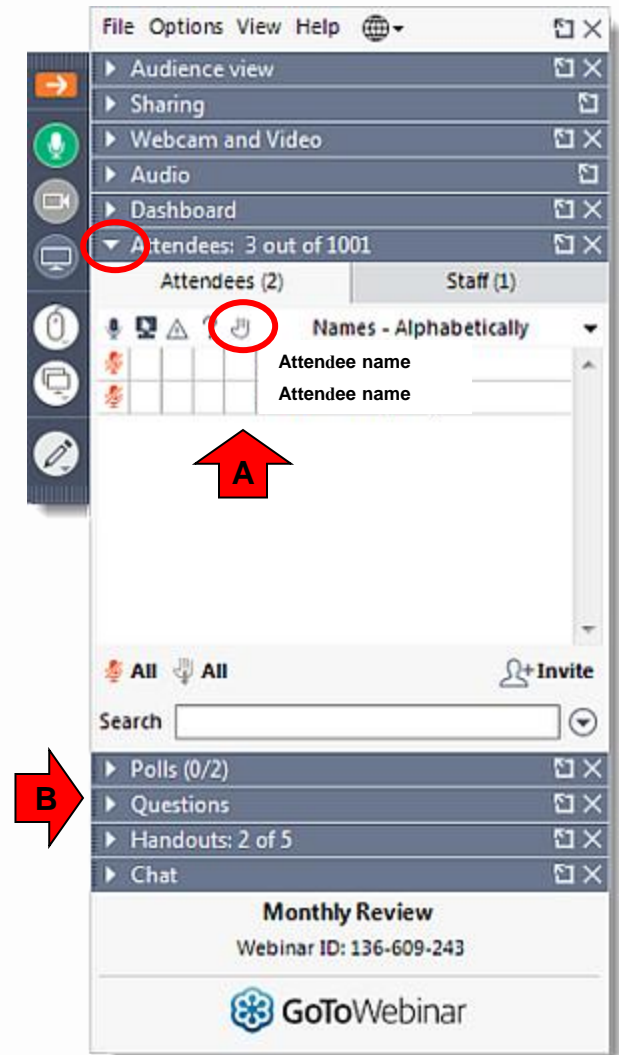 File Options View Help
Audience view
Sharing
Webcam and Video
Audio
Dashboard
Attendees: 3 out of 1001
Attendees (2) Staff (1)
? Names - Alphabetically
Attendee name
Attendee name
A
All All Invite
Search
Polls (0/2)
B
Questions
Handouts: 2 of 5
Chat
Monthly Review
Webinar ID: 136-609-243
GoToWebinar